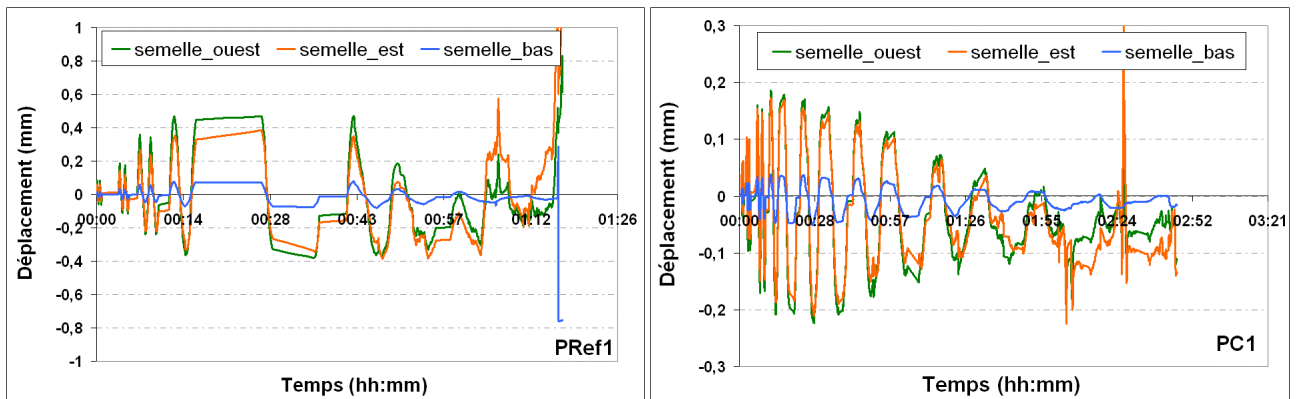 semelle_ouest semelle_est semelle_bas
Déplacement (mm)
1
0,8
0,6
0,4
0,2
0
-0,2
-0,4
-0,6
-0,8
-1
00:00 00:14 00:28 00:43 00:57 01:12 01:26
PRef1
Temps (hh:mm)
semelle_ouest semelle_est semelle_bas
Déplacement (mm)
0,3
0,2
0,1
0
-0,1
-0,2
-0,3
00:00 00:28 00:57 01:26 01:55 02:24 02:52 03:21
PC1
Temps (hh:mm)